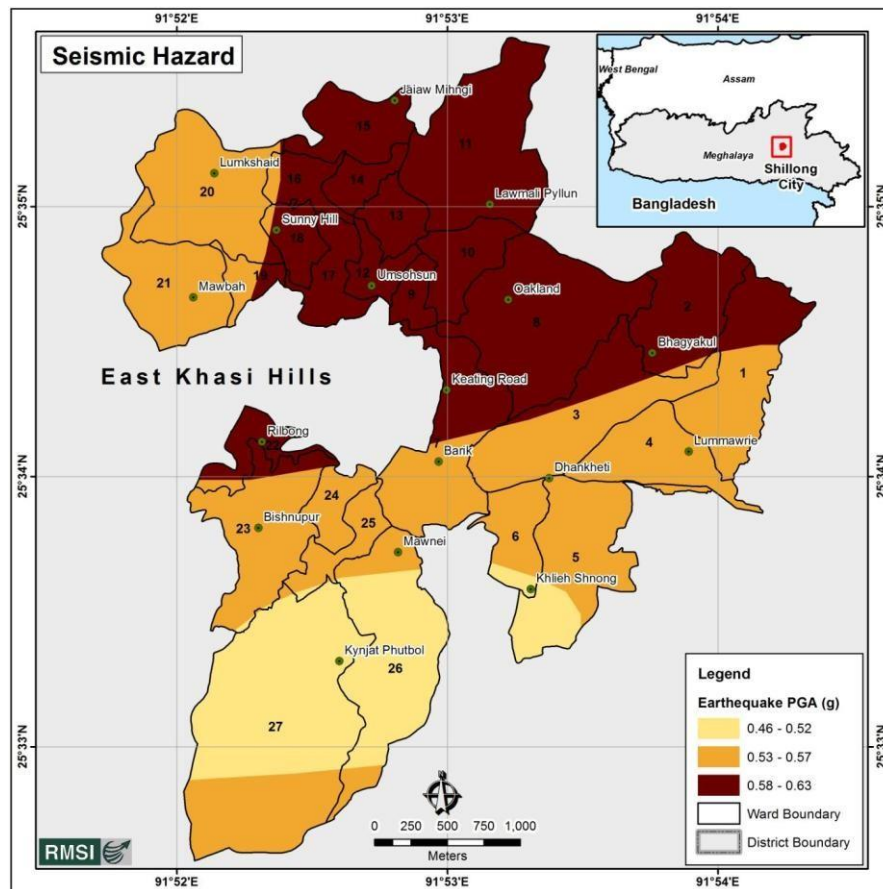 91°52'E
91°53'E
91°54'E
Seismic Hazard
West Bengal
Assam
Meghalaya
Shillong
City
Bangladesh
Jaiaw Mihngi
15
11
Lumkshaid
20
16
14
Lawmali Pyllun
25°35'N
25°35'N
13
Sunny Hill
18
10
21
19
17
12
Umsohsun
9
Mawbah
Oakland
8
2
Bhagyakul
1
East Khasi Hills
Keating Road
3
4
Rilbong
22
Barik
Lummawrie
25°34'N
Dhankheti
25°34'N
24
23
Bishnupur
25
6
5
Mawnei
Khlieh Shnong
Kynjat Phutbol
26
27
25°33'N
25°33'N
Legend
Earthequake PGA (g)
0.46 - 0.52
0.53 - 0.57
0.58 - 0.63
Ward Boundary
District Boundary
N
0 250 500 750 1,000
Meters
RMSI
91°52'E
91°53'E
91°54'E